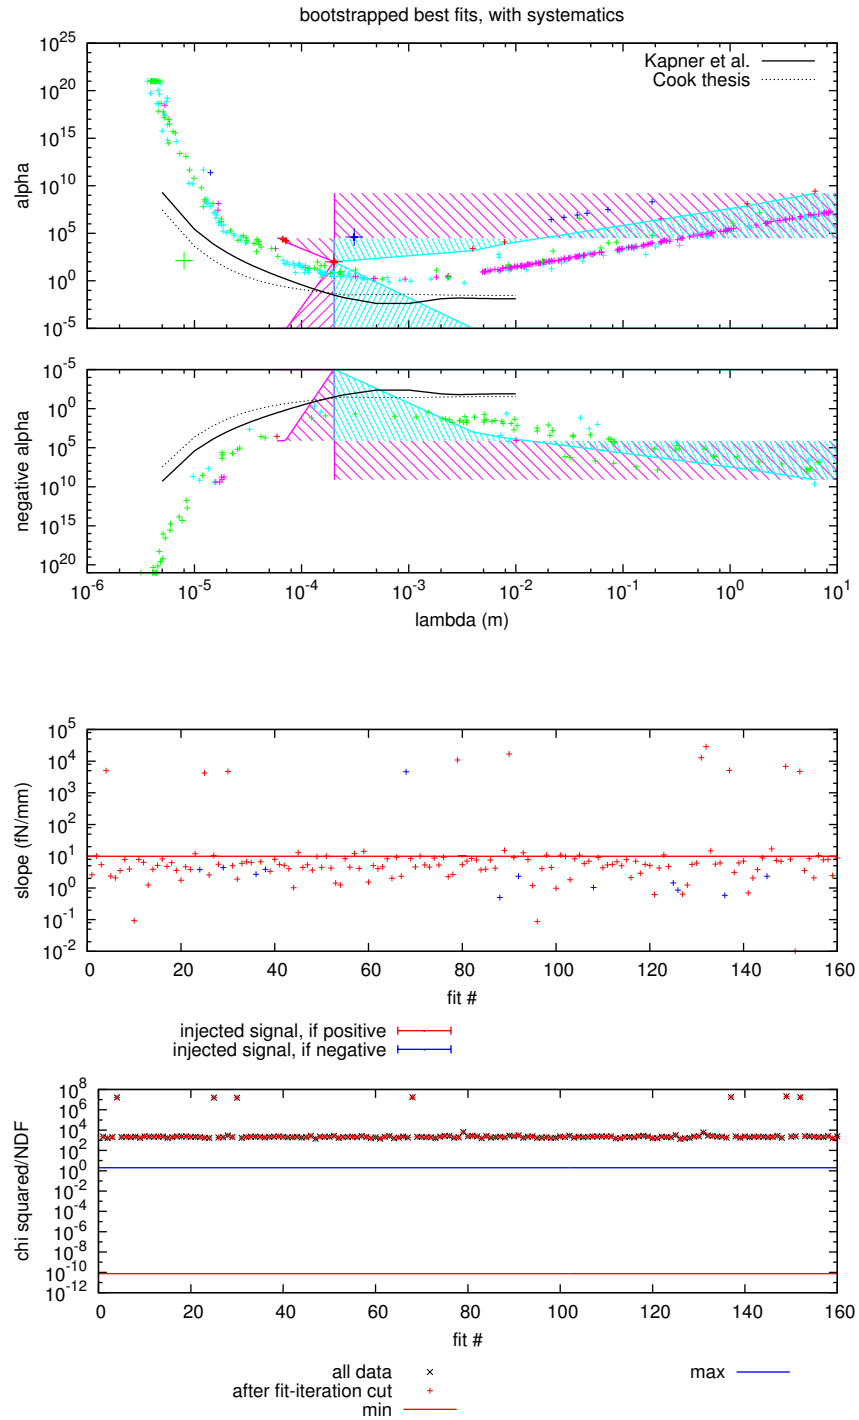 bootstrapped best fits, with systematics
10^25
10^20
10^15
10^10
10^5
10^0
10^-5
alpha
Kapner et al.
Cook thesis
10^-5
10^0
10^5
10^10
10^15
10^20
negative alpha
10^-6 10^-5 10^-4 10^-3 10^-2 10^-1 10^0 10^1
lambda (m)
10^5
10^4
10^3
10^2
10^1
10^0
10^-1
10^-2
slope (fN/mm)
0 20 40 60 80 100 120 140 160
fit #
injected signal, if positive
injected signal, if negative
10^8
10^6
10^4
10^2
10^0
10^-2
10^-4
10^-6
10^-8
10^-10
10^-12
chi squared/NDF
0 20 40 60 80 100 120 140 160
fit #
all data
after fit-iteration cut
min
max